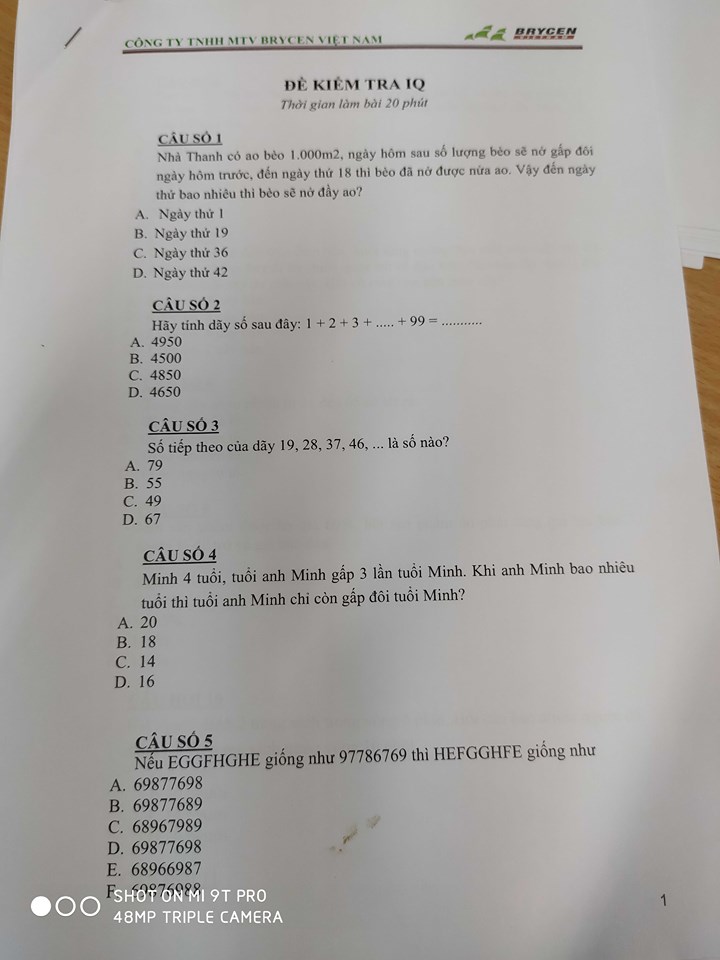 CÔNG TY TNHH MTV BRYCEN VIỆT NAM
BRYCEN
VIETNAM
ĐỀ KIỂM TRA IQ
Thời gian làm bài 20 phút
CÂU SỐ 1
Nhà Thanh có ao bèo 1.000m2, ngày hôm sau số lượng bèo sẽ nở gấp đôi
ngày hôm trước, đến ngày thứ 18 thì bèo đã nở được nửa ao. Vậy đến ngày
thứ bao nhiêu thì bèo sẽ nở đầy ao?
A. Ngày thứ 1
B. Ngày thứ 19
C. Ngày thứ 36
D. Ngày thứ 42
CÂU SỐ 2
Hãy tính dãy số sau đây: 1 + 2 + 3 + ..... + 99 = ...........
A. 4950
B. 4500
C. 4850
D. 4650
CÂU SỐ 3
Số tiếp theo của dãy 19, 28, 37, 46, ... là số nào?
A. 79
B. 55
C. 49
D. 67
CÂU SỐ 4
Minh 4 tuổi, tuổi anh Minh gấp 3 lần tuổi Minh. Khi anh Minh bao nhiêu
tuổi thì tuổi anh Minh chỉ còn gấp đôi tuổi Minh?
A. 20
B. 18
C. 14
D. 16
CÂU SỐ 5
Nếu EGGFHGHE giống như 97786769 thì HEFGGHFE giống như
A. 69877698
B. 69877689
C. 68967989
D. 69877698
E. 68966987
F. 69876988
SHOT ON MI 9T PRO
48MP TRIPLE CAMERA
1